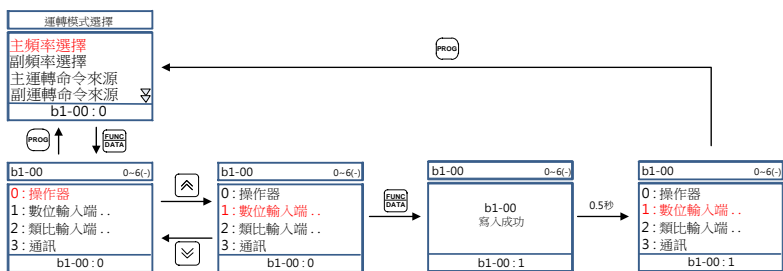 運轉模式選擇
主頻率選擇
副頻率選擇
主運轉命令來源
副運轉命令來源
b1-00 : 0
PROG
PROG
FUNC
DATA
b1-00 0~6(-)
0 : 操作器
1 : 數位輸入端 . .
2 : 類比輸入端 . .
3 : 通訊
b1-00 : 0
b1-00 0~6(-)
0 : 操作器
1 : 數位輸入端 . .
2 : 類比輸入端 . .
3 : 通訊
b1-00 : 0
FUNC
DATA
b1-00 0~6(-)
b1-00
寫入成功
b1-00 : 1
0.5秒
b1-00 0~6(-)
0 : 操作器
1 : 數位輸入端 . .
2 : 類比輸入端 . .
3 : 通訊
b1-00 : 1